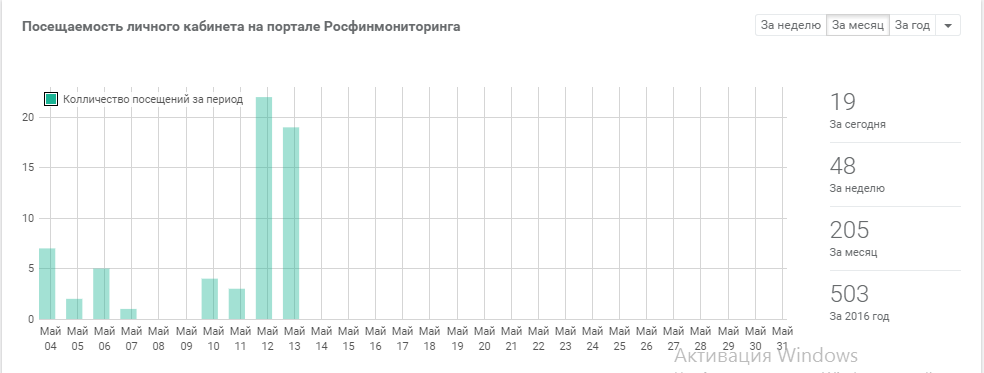 Посещаемость личного кабинета на портале Росфинмониторинга
За неделю За месяц За год
Колличество посещений за период
20
15
10
5
0
Май Май Май Май Май Май Май Май Май Май Май Май Май Май Май Май Май Май Май Май Май Май Май Май Май Май Май Май
04 05 06 07 08 09 10 11 12 13 14 15 16 17 18 19 20 21 22 23 24 25 26 27 28 29 30 31
19
За сегодня
48
За неделю
205
За месяц
503
За 2016 год
Активация Windows